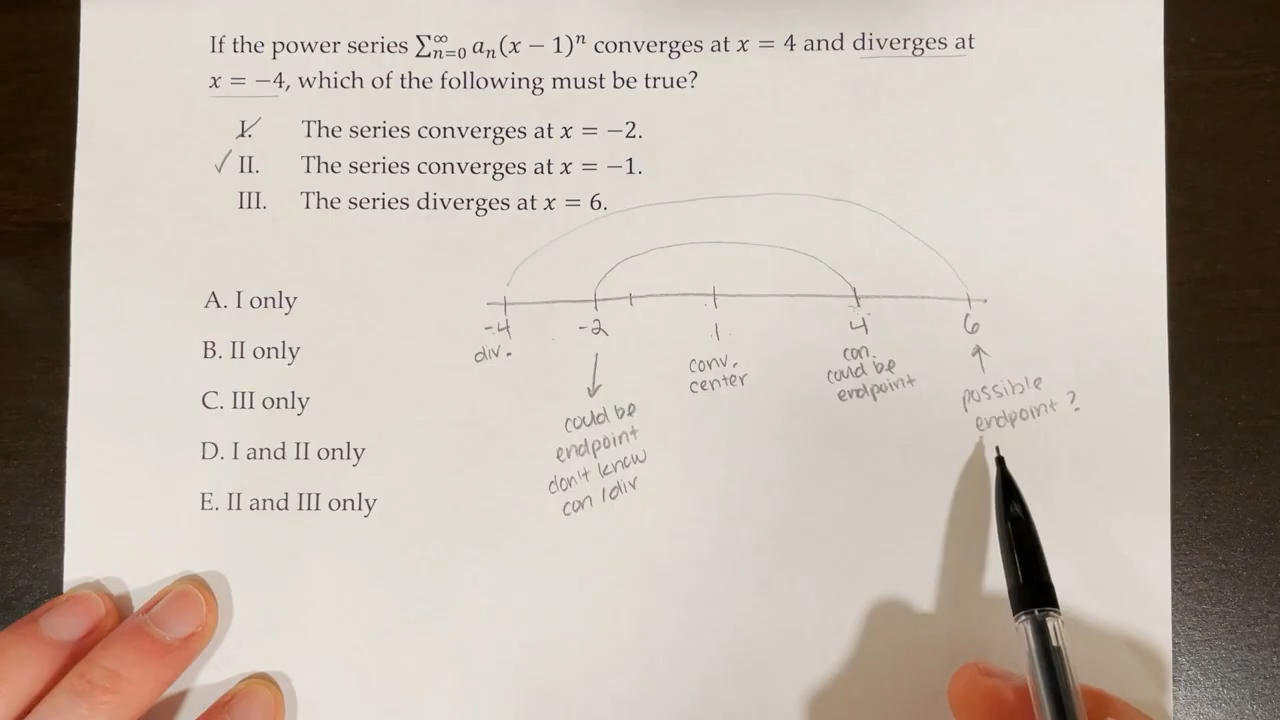 If the power series ∑_{n=0}^{∞} aₙ(x − 1)ⁿ converges at x = 4 and diverges at
x = −4, which of the following must be true?
I. The series converges at x = −2.
✓ II. The series converges at x = −1.
III. The series diverges at x = 6.
A. I only
B. II only
C. III only
D. I and II only
E. II and III only
-4 -2 1 4 6
div.
conv.
center
con.
could be
endpoint
could be
endpoint
don't know
con / div
possible
endpoint?